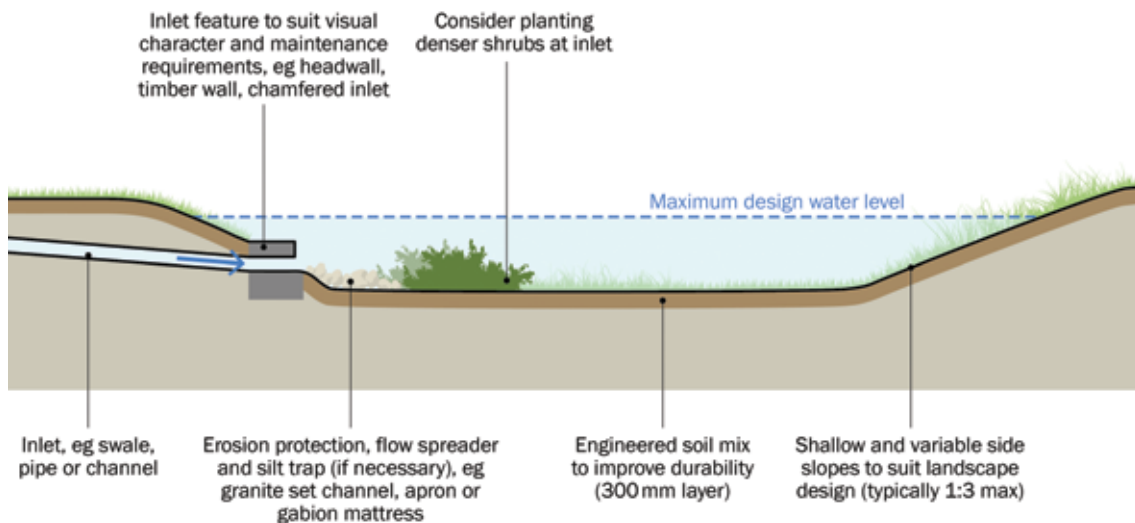 Inlet feature to suit visual
character and maintenance
requirements, eg headwall,
timber wall, chamfered inlet
Consider planting
denser shrubs at inlet
Maximum design water level
Inlet, eg swale,
pipe or channel
Erosion protection, flow spreader
and silt trap (if necessary), eg
granite set channel, apron or
gabion mattress
Engineered soil mix
to improve durability
(300 mm layer)
Shallow and variable side
slopes to suit landscape
design (typically 1:3 max)